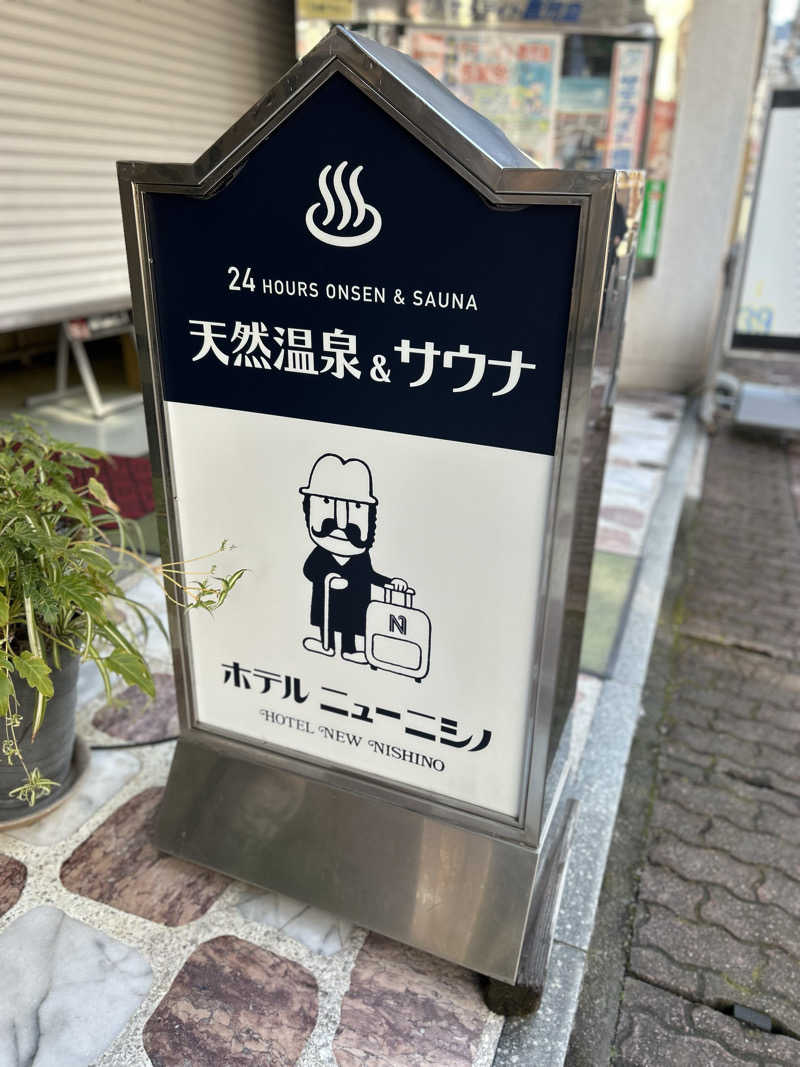 24 HOURS ONSEN & SAUNA
天然温泉&サウナ
N
ホテル ニューニシノ
HOTEL NEW NISHINO